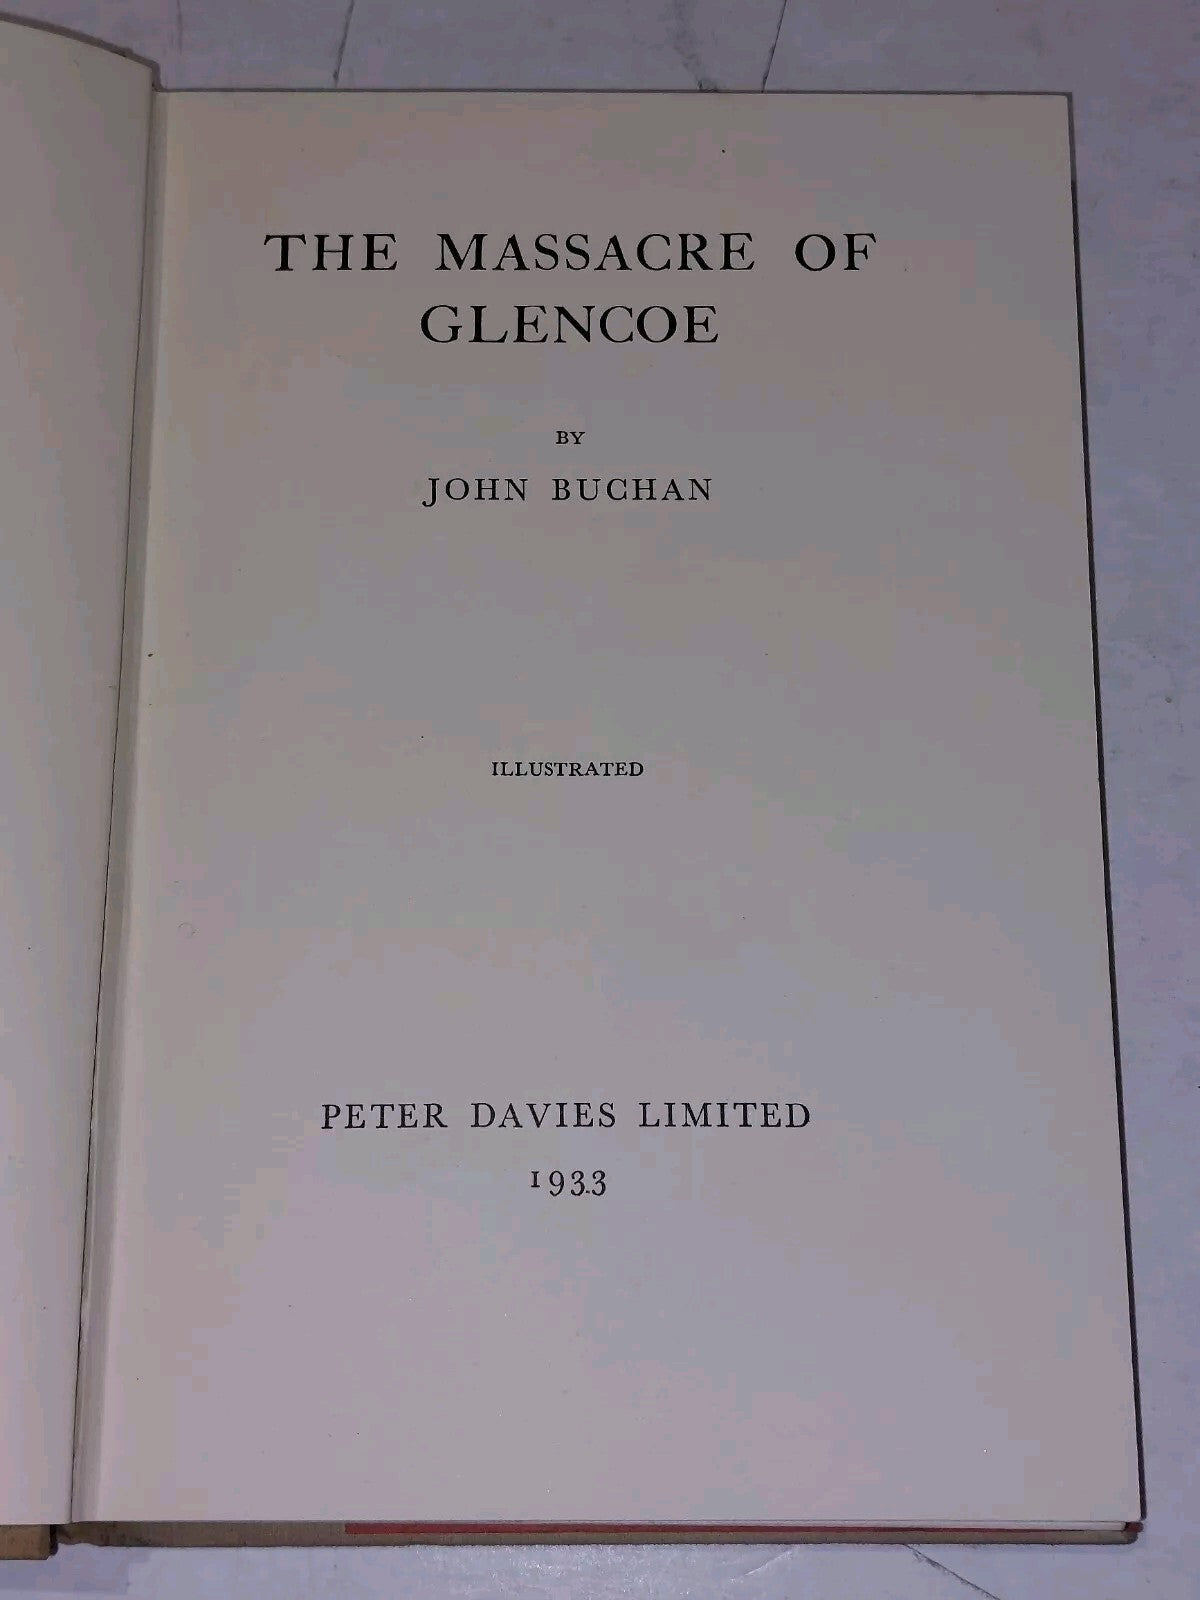 THE MASSACRE OF
GLENCOE
BY
JOHN BUCHAN
ILLUSTRATED
PETER DAVIES LIMITED
1933